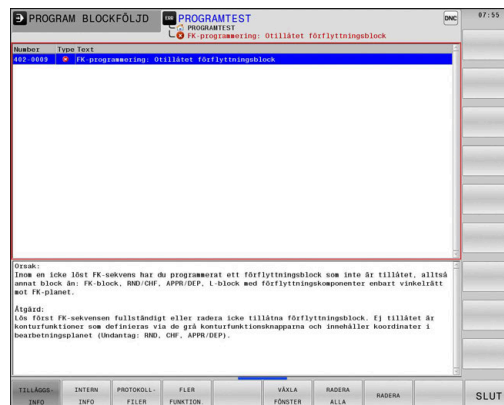 PROGRAM BLOCKFÖLJD
PROGRAMTEST
DNC
07:55
PROGRAMTEST
FK-programmering: Otillåtet förflyttningsblock
Number Type Text
402-0009 FK-programmering: Otillåtet förflyttningsblock
Orsak:
Inom en icke löst FK-sekvens har du programmerat ett förflyttningsblock som inte är tillåtet, alltså
annat block än: FK-block, RND/CHF, APPR/DEP, L-block med förflyttningskomponenter enbart vinkelrätt
mot FK-planet.
Åtgärd:
Lös först FK-sekvensen fullständigt eller radera icke tillåtna förflyttningsblock. Ej tillåtet är
konturfunktioner som definieras via de grå konturfunktionsknapparna och innehåller koordinater i
bearbetningsplanet (Undantag: RND, CHF, APPR/DEP).
TILLÄGGS-
INFO
INTERN
INFO
PROTOKOLL-
FILER
FLER
FUNKTION.
VÄXLA
FÖNSTER
RADERA
ALLA
RADERA
SLUT